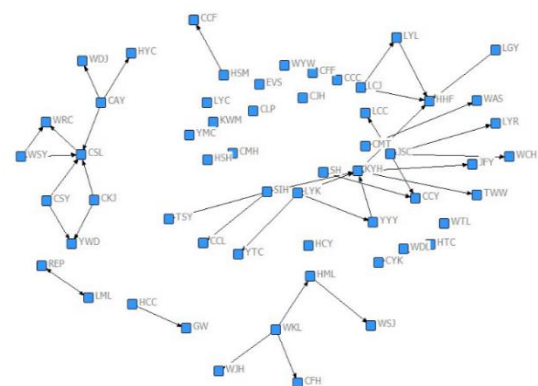 CCF
LYL
HYC
WDJ
LGY
WYW
CFF
HSM
CCC
EVS
LCJ
CAY
LYC
CJH
HHF
WAS
CLP
LCC
WRC
KWM
LYR
YMC
CMT
CSL
WSY
CMH
HSH
JSC
WCH
JFY
SH
KYH
SIH
LYK
CCY
TWW
CSY
CKJ
TSY
YYY
WTL
YWD
CCL
HCY
HTC
WDL
YTC
CYK
REP
HML
LML
HCC
GW
WKL
WSJ
WJH
CFH